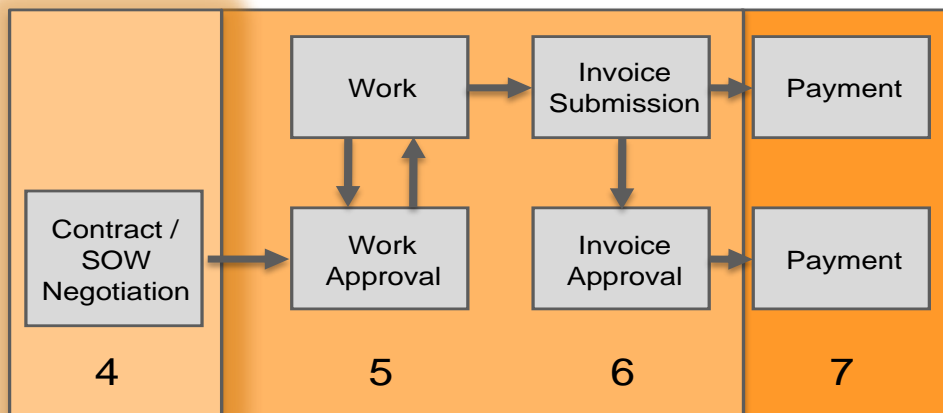 Work
Invoice
Submission
Payment
Contract /
SOW
Negotiation
Work
Approval
Invoice
Approval
Payment
4
5
6
7